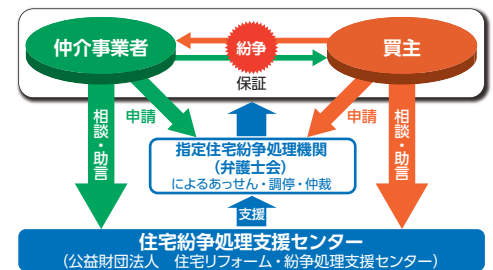 仲介事業者
紛争
買主
保証
相談・助言
申請
申請
相談・助言
指定住宅紛争処理機関
（弁護士会）
によるあっせん・調停・仲裁
支援
住宅紛争処理支援センター
（公益財団法人　住宅リフォーム・紛争処理支援センター）